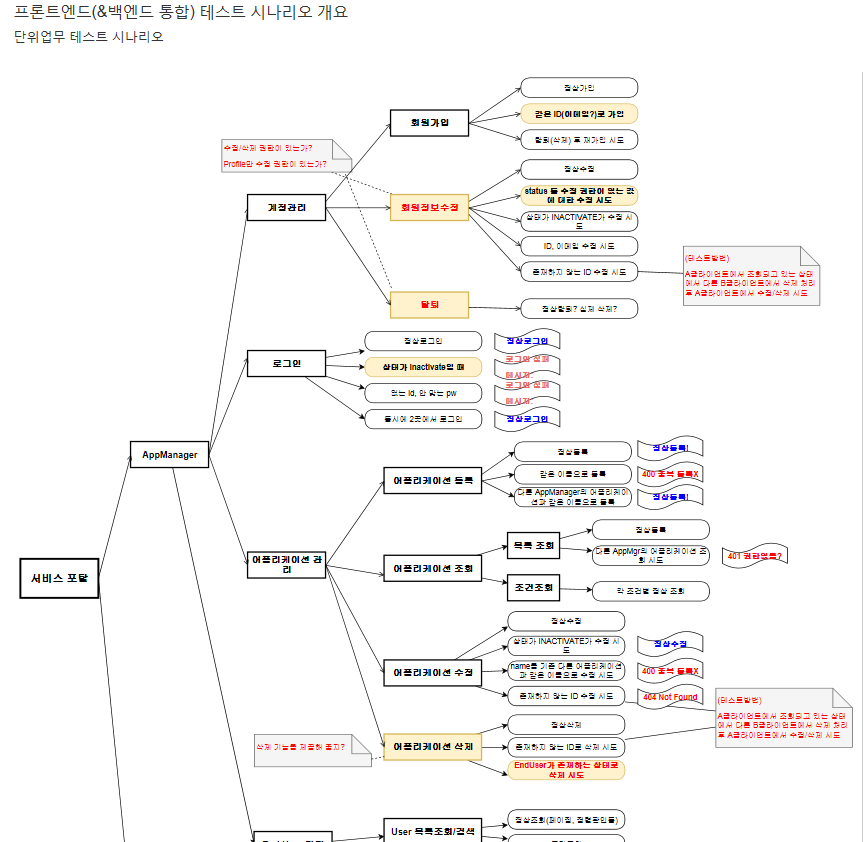 프론트엔드(&백엔드 통합) 테스트 시나리오 개요
단위업무 테스트 시나리오
서비스 포탈
AppManager
계정관리
수정/삭제 권한이 있는가?
Profile만 수정 권한이 있는가?
회원가입
정상가입
같은 ID(이메일?)로 가입
탈퇴(삭제) 후 재가입 시도
회원정보수정
정상수정
status 등 수정 권한이 없는 값
에 대한 수정 시도
상태가 INACTIVATE가 수정 시
도
ID, 이메일 수정 시도
존재하지 않는 ID 수정 시도
(테스트방법)
A클라이언트에서 조회되고 있는 상태
에서 다른 B클라이언트에서 삭제 처리
후 A클라이언트에서 수정/삭제 시도
탈퇴
정상탈퇴? 실제 삭제?
로그인
정상로그인
정상로그인
상태가 Inactivate일 때
로그인 실패
메시지.
없는 id, 안 맞는 pw
로그인 실패
메시지.
동시에 2곳에서 로그인
정상로그인
어플리케이션 관
리
어플리케이션 등록
정상등록
정상등록!
같은 이름으로 등록
400 중복 등록X
다른 AppManager의 어플리케이
션과 같은 이름으로 등록
정상등록!
어플리케이션 조회
목록 조회
정상등록
다른 AppMgr의 어플리케이션 조
회 시도
401 권한없음?
조건조회
각 조건별 정상 조회
어플리케이션 수정
정상수정
상태가 INACTIVATE가 수정 시
도
정상수정
name을 기존 다른 어플리케이션
과 같은 이름으로 수정 시도
400 중복 등록X
존재하지 않는 ID 수정 시도
404 Not Found
(테스트방법)
A클라이언트에서 조회되고 있는 상태
에서 다른 B클라이언트에서 삭제 처리
후 A클라이언트에서 수정/삭제 시도
삭제 기능을 제공해 줄지?
어플리케이션 삭제
정상삭제
존재하지 않는 ID로 삭제 시도
EndUser가 존재하는 상태로
삭제 시도
User 목록조회/검색
정상조회(페이징, 정렬확인등)